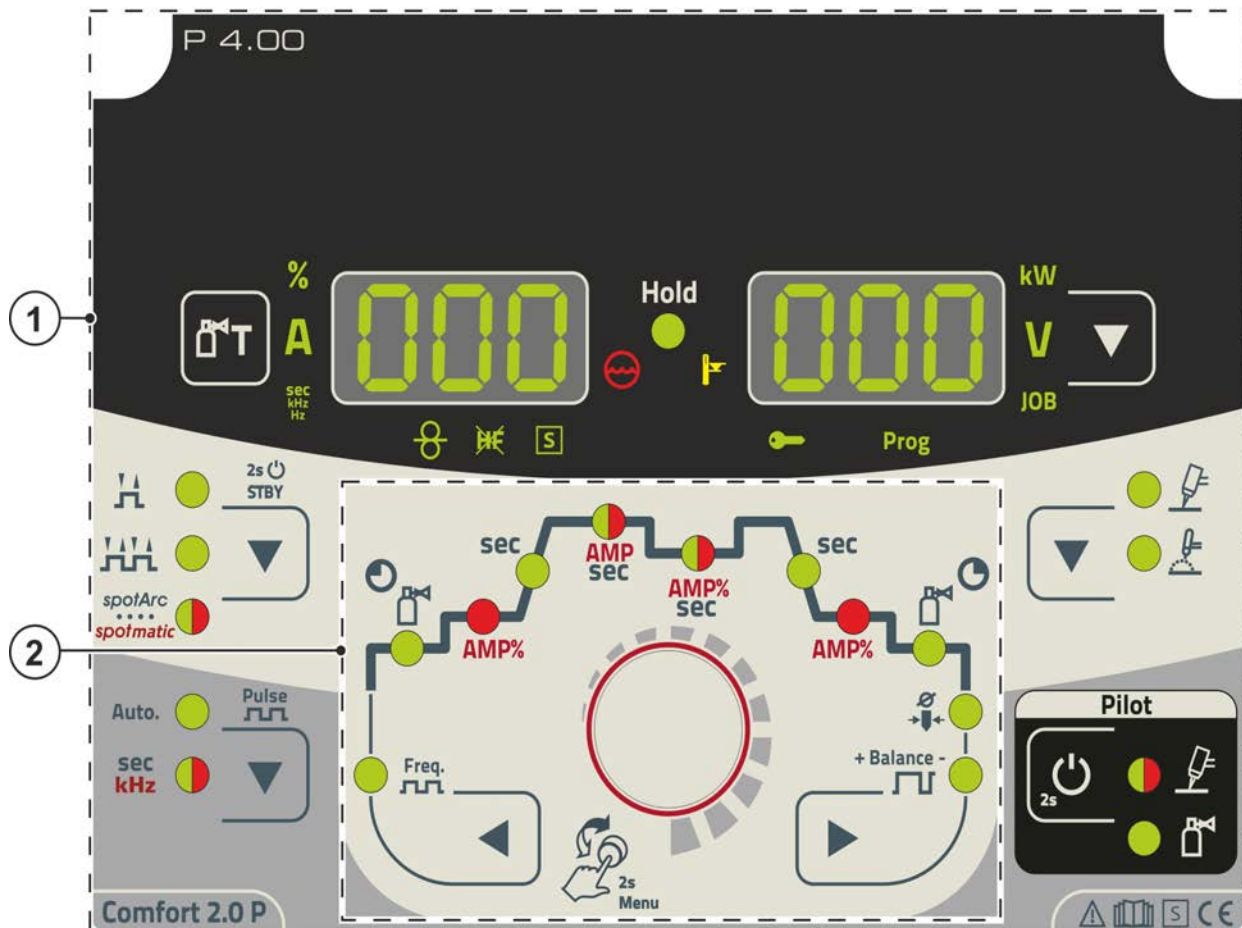 P 4.00
1
%
A
sec
kHz
Hz
T
000
Hold
000
kW
V
JOB
HF
S
Prog
2s
STBY
spotArc
spotmatic
2
sec
AMP
sec
AMP%
sec
sec
AMP%
AMP%
Auto.
Pulse
sec
kHz
Freq.
+ Balance -
2s
Menu
Pilot
2s
Comfort 2.0 P
S CE